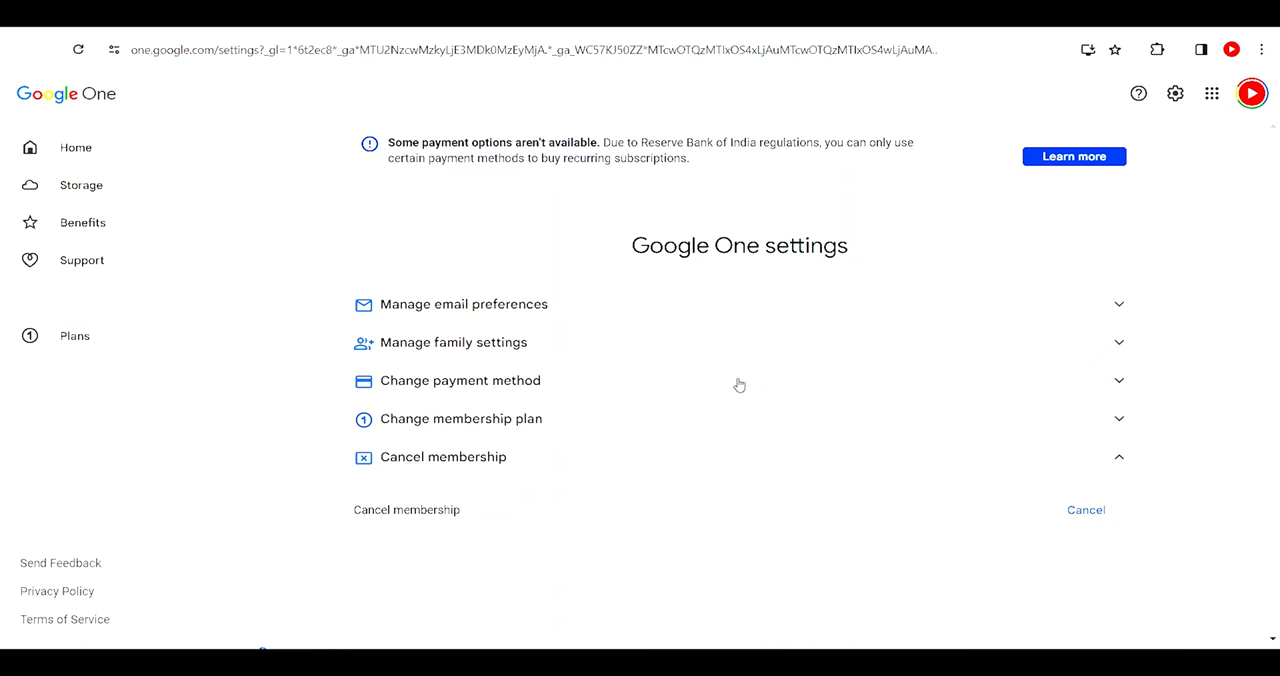 one.google.com/settings?_gl=1*6t2ec8*_ga*MTU2NzcwMzkyLjE3MDk0MzEyMjA.*_ga_WC57KJ50ZZ*MTcwOTQzMTIxOS4xLjAuMTcwOTQzMTIxOS4wLjAuMA..
Google One
Home
Storage
Benefits
Support
Plans
Some payment options aren't available. Due to Reserve Bank of India regulations, you can only use
certain payment methods to buy recurring subscriptions.
Learn more
Google One settings
Manage email preferences
Manage family settings
Change payment method
Change membership plan
Cancel membership
Cancel membership
Cancel
Send Feedback
Privacy Policy
Terms of Service